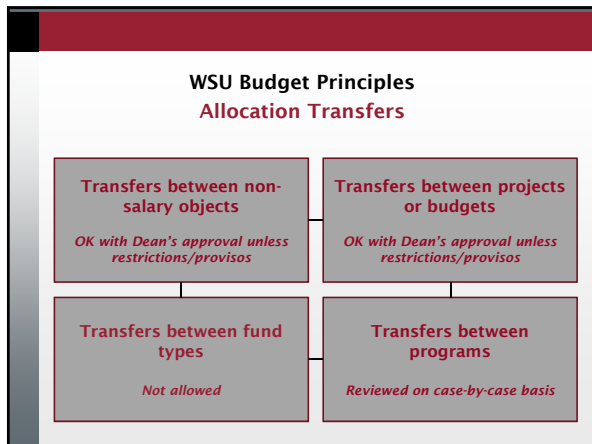 WSU Budget Principles
Allocation Transfers
Transfers between non-
salary objects
OK with Dean's approval unless
restrictions/provisos
Transfers between projects
or budgets
OK with Dean's approval unless
restrictions/provisos
Transfers between fund
types
Not allowed
Transfers between
programs
Reviewed on case-by-case basis